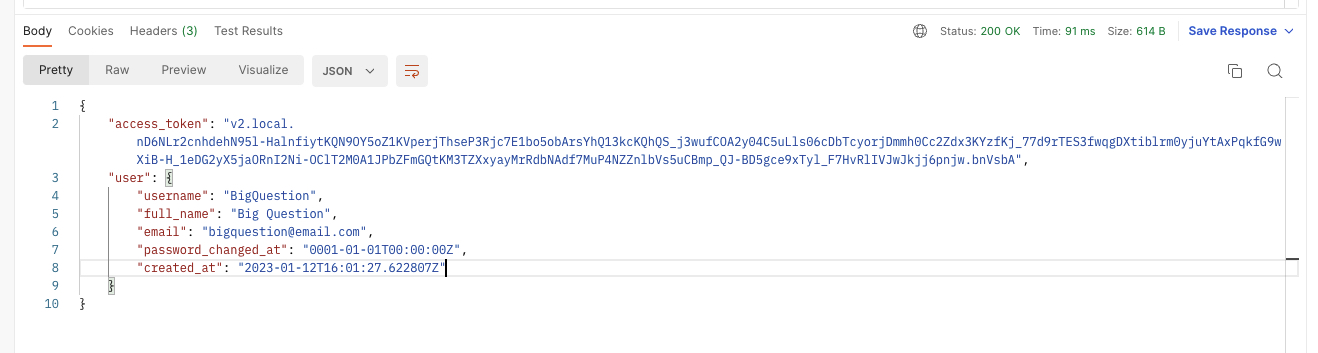 Body Cookies Headers (3) Test Results Status: 200 OK Time: 91 ms Size: 614 B Save Response
Pretty Raw Preview Visualize JSON
1 {
2 "access_token": "v2.local.
nD6NLr2cnhdehN95l-HalnfiytKQN9OY5oZ1KVperjThseP3Rjc7E1bo5obArsYhQ13kcKQhQS_j3wufCOA2y04C5uLls06cDbTcyorjDmmh0Cc2Zdx3KYzfKj_77d9rTES3fwqgDXtiblrm0yjuYtAxPqkfG9w
XiB-H_1eDG2yX5jaORnI2Ni-OClT2M0A1JPbZFmGQtKM3TZXxyayMrRdbNAdf7MuP4NZZnlbVs5uCBmp_QJ-BD5gce9xTyl_F7HvRlIVJwJkjj6pnjw.bnVsbA",
3 "user": {
4 "username": "BigQuestion",
5 "full_name": "Big Question",
6 "email": "bigquestion@email.com",
7 "password_changed_at": "0001-01-01T00:00:00Z",
8 "created_at": "2023-01-12T16:01:27.622807Z"
9 }
10 }